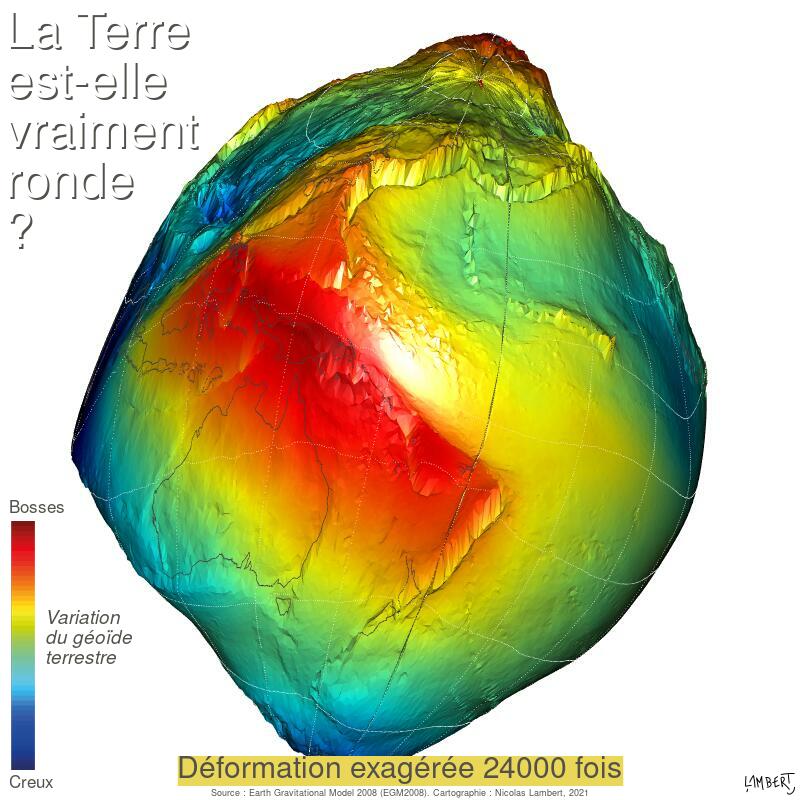 La Terre
est-elle
vraiment
ronde
?
Bosses
Variation
du géoïde
terrestre
Creux
Déformation exagérée 24000 fois
Source : Earth Gravitational Model 2008 (EGM2008). Cartographie : Nicolas Lambert, 2021
LAMBERT